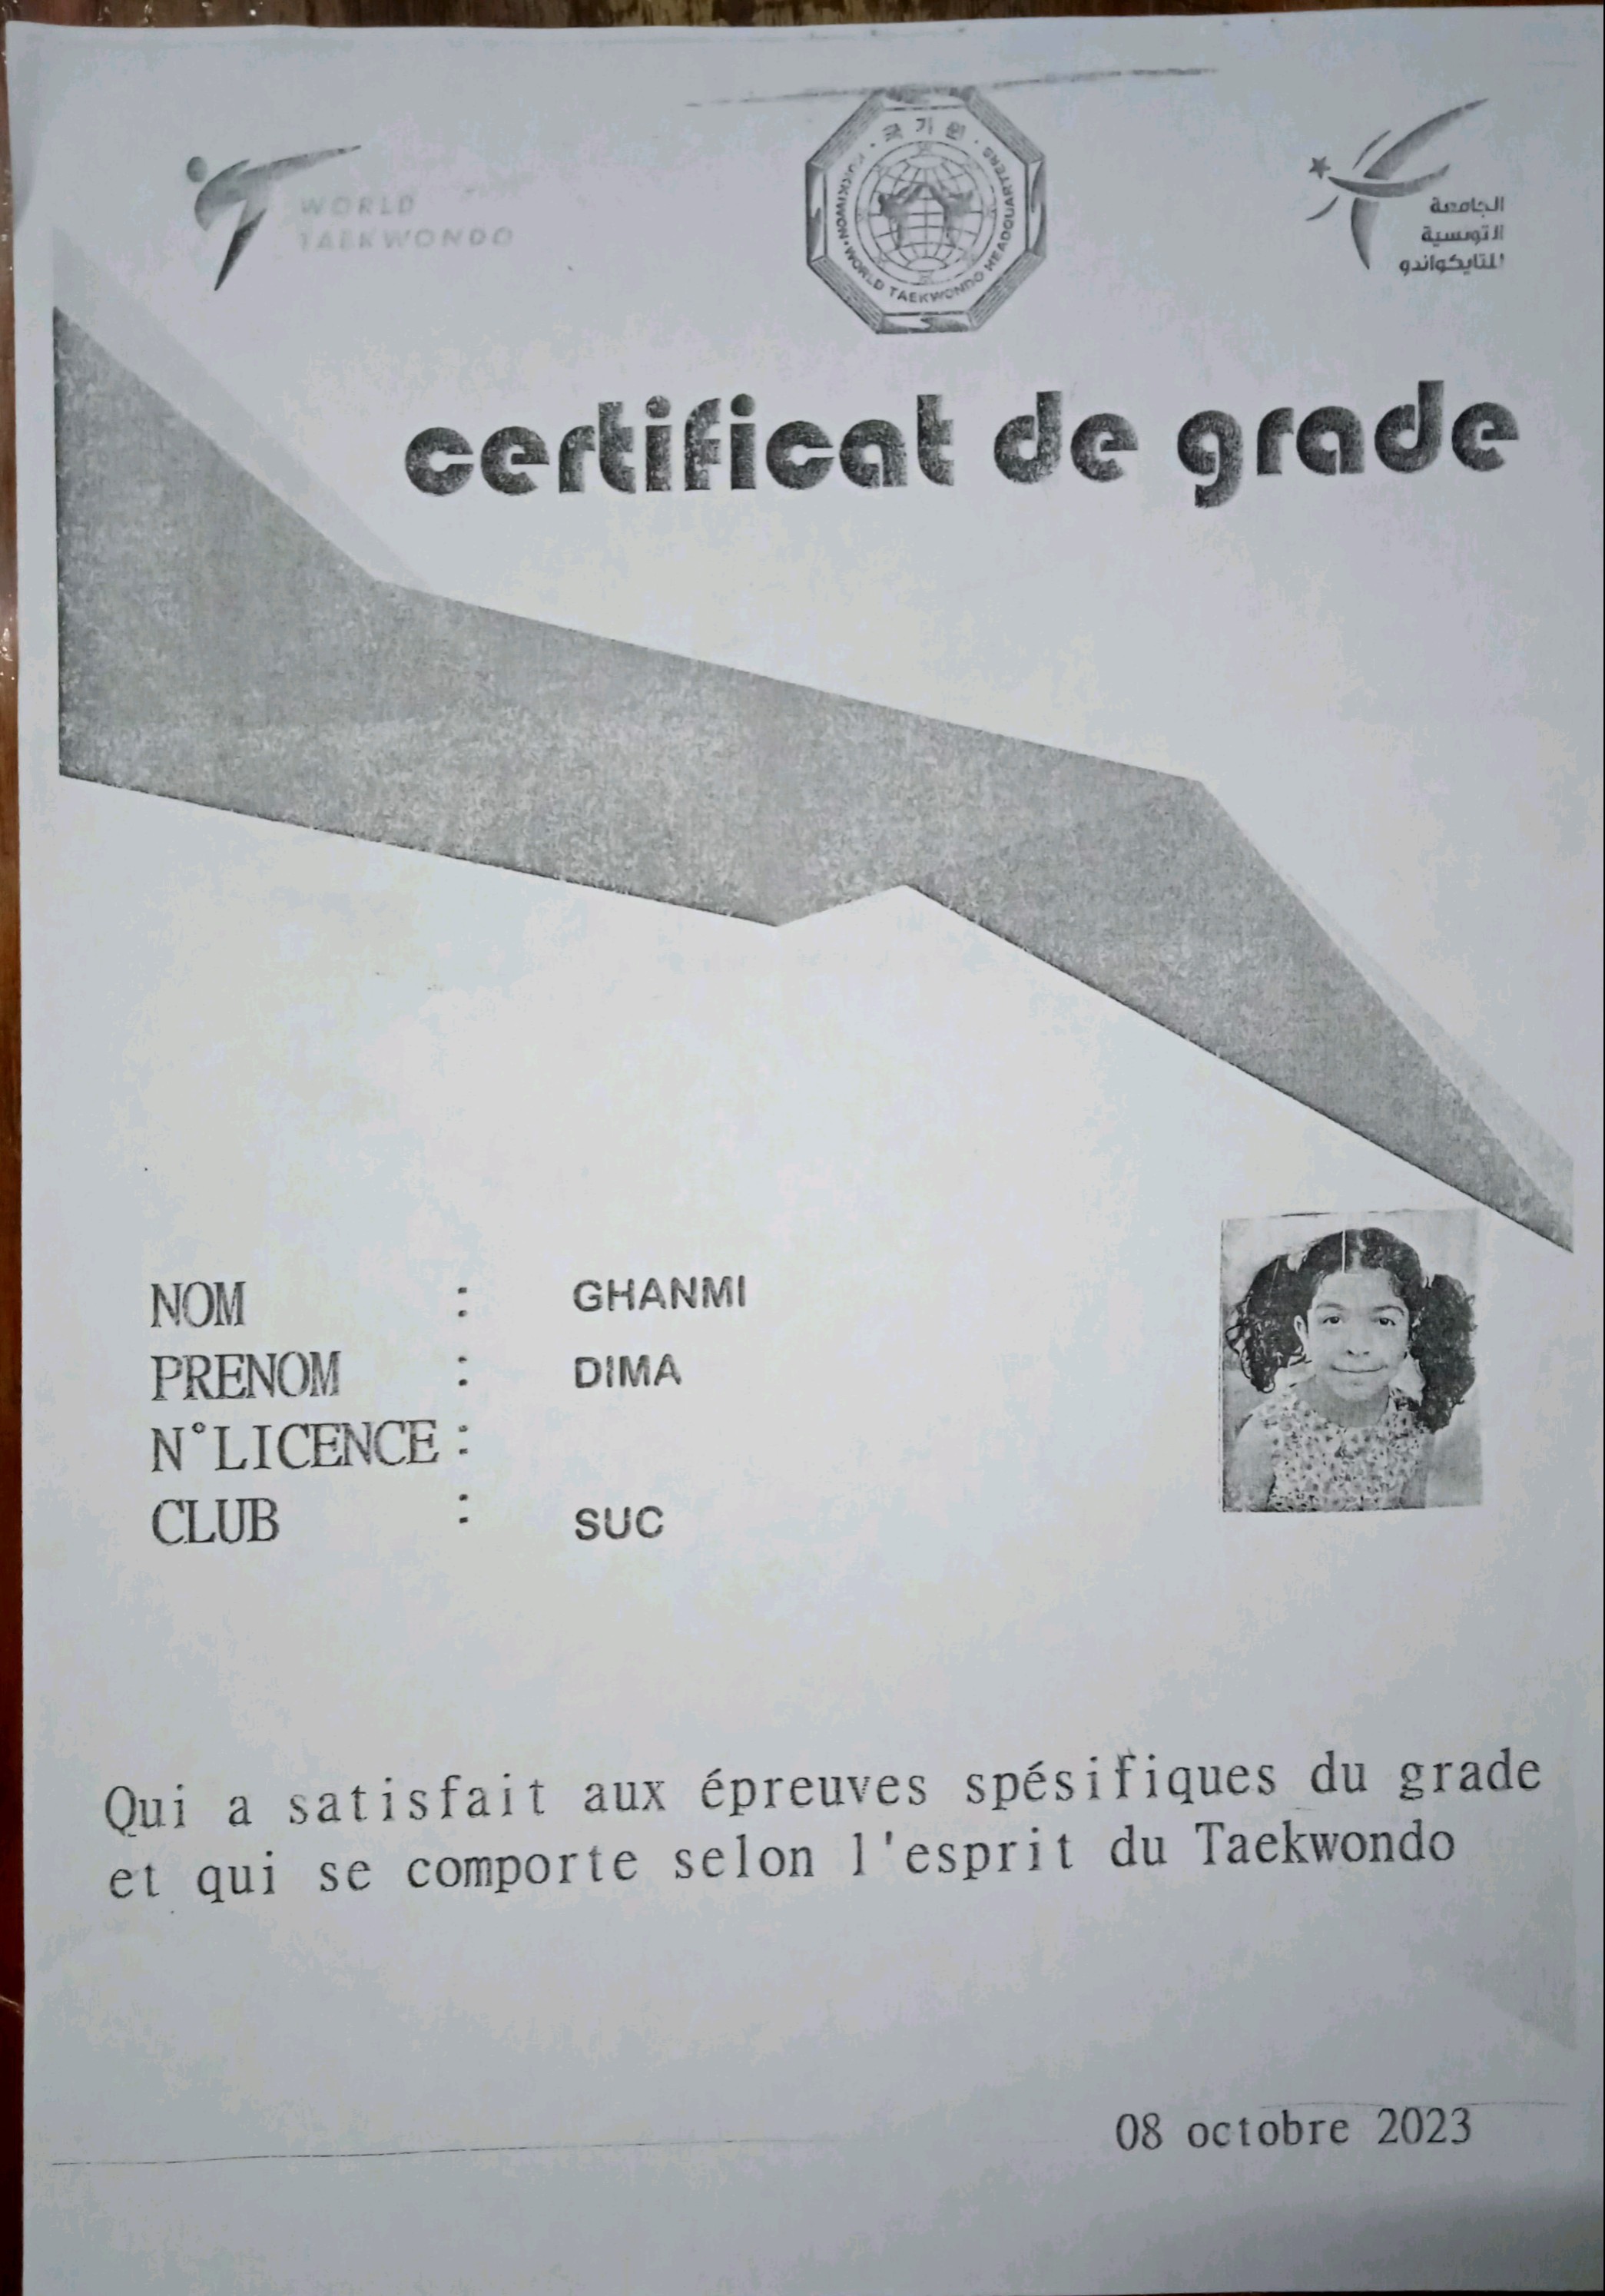 WORLD
TAEKWONDO
국기원
KUKKIWON • WORLD TAEKWONDO HEADQUARTERS
الجامعة
التونسية
للتايكواندو
certificat de grade
NOM : GHANMI
PRENOM : DIMA
N°LICENCE :
CLUB : SUC
Qui a satisfait aux épreuves spésifiques du grade
et qui se comporte selon l'esprit du Taekwondo
08 octobre 2023